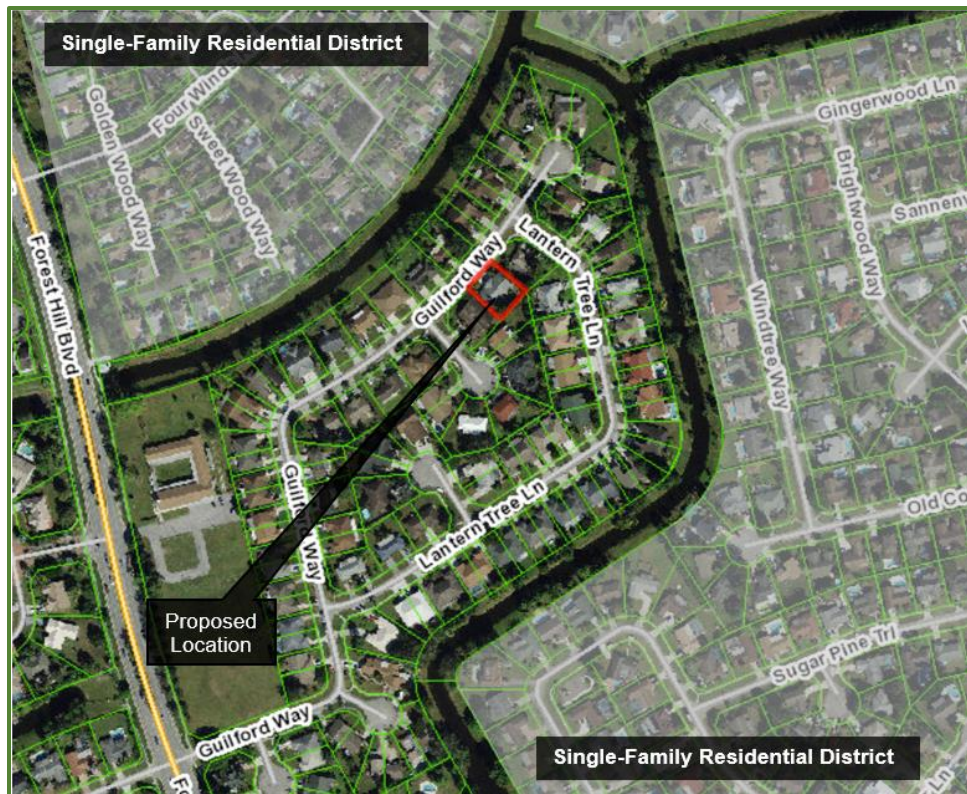 Single-Family Residential District
Four Wind
Golden Wood Way
Sweet Wood Way
Gingerwood Ln
Brightwood Way
Forest Hill Blvd
Lantern Tree Ln
Guilford Way
Windtree Way
Guilford Way
Lantern Tree Ln
Old Co
Proposed
Location
Sugar Pine Trl
Guilford Way
Single-Family Residential District
Ln